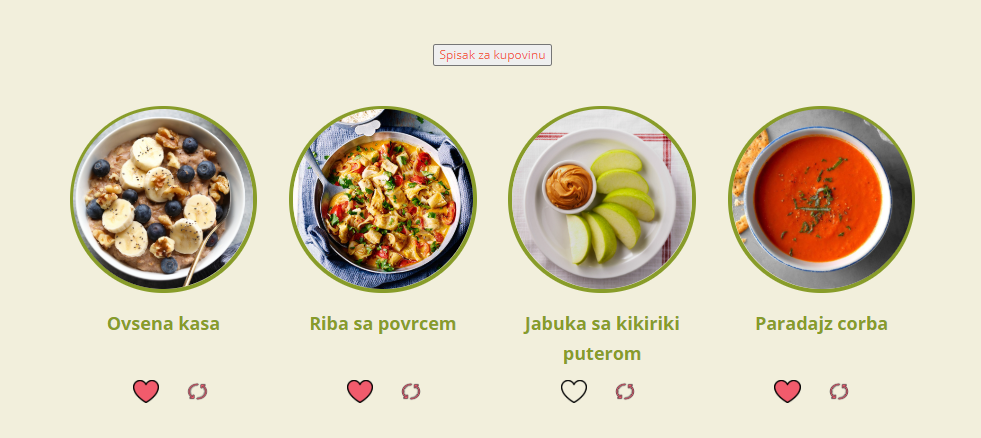 Spisak za kupovinu
Ovsena kasa
Riba sa povrcem
Jabuka sa kikiriki
puterom
Paradajz corba